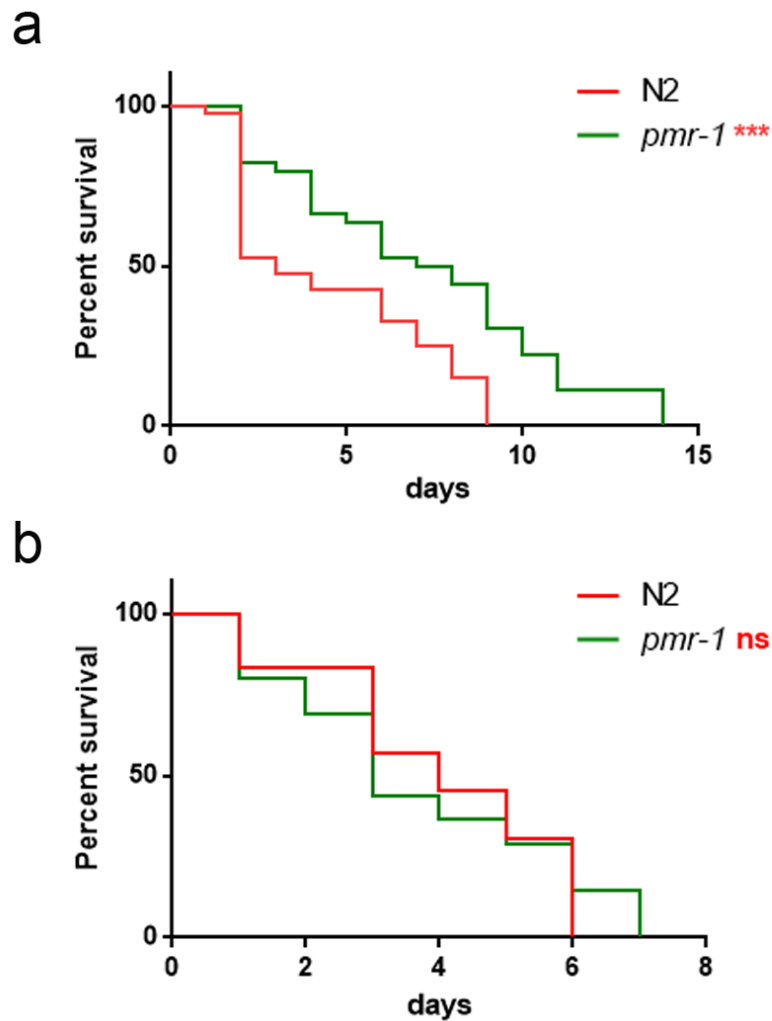 a
N2
pmr-1 ***
100
50
0
Percent survival
0 5 10 15
days
b
N2
pmr-1 ns
100
50
0
Percent survival
0 2 4 6 8
days